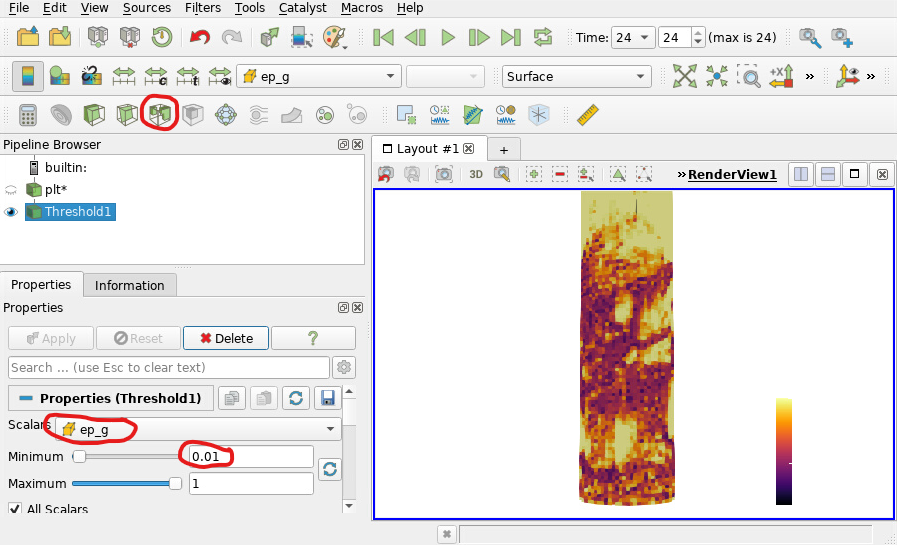 File Edit View Sources Filters Tools Catalyst Macros Help
Time: 24 24 (max is 24)
ep_g Surface +X »  »
Pipeline Browser
builtin:
plt*
Threshold1
Layout #1 +
3D » RenderView1
Properties Information
Properties
Apply Reset Delete ?
Search ... (use Esc to clear text)
Properties (Threshold1)
Scalars ep_g
Minimum 0.01
Maximum 1
All Scalars